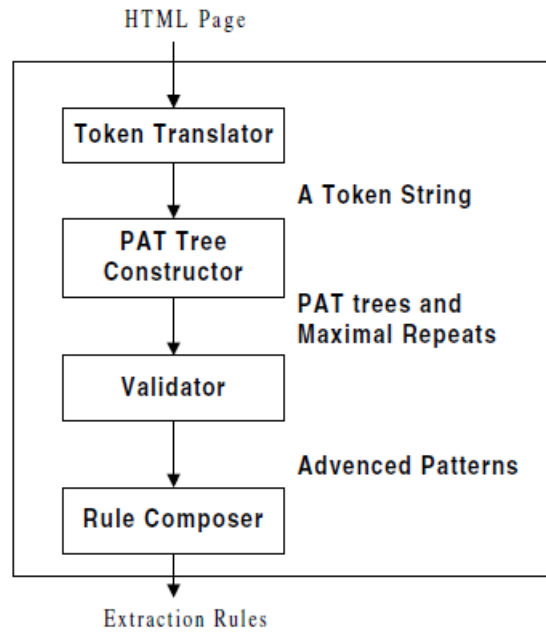 HTML Page
Token Translator
A Token String
PAT Tree
Constructor
PAT trees and
Maximal Repeats
Validator
Advenced Patterns
Rule Composer
Extraction Rules